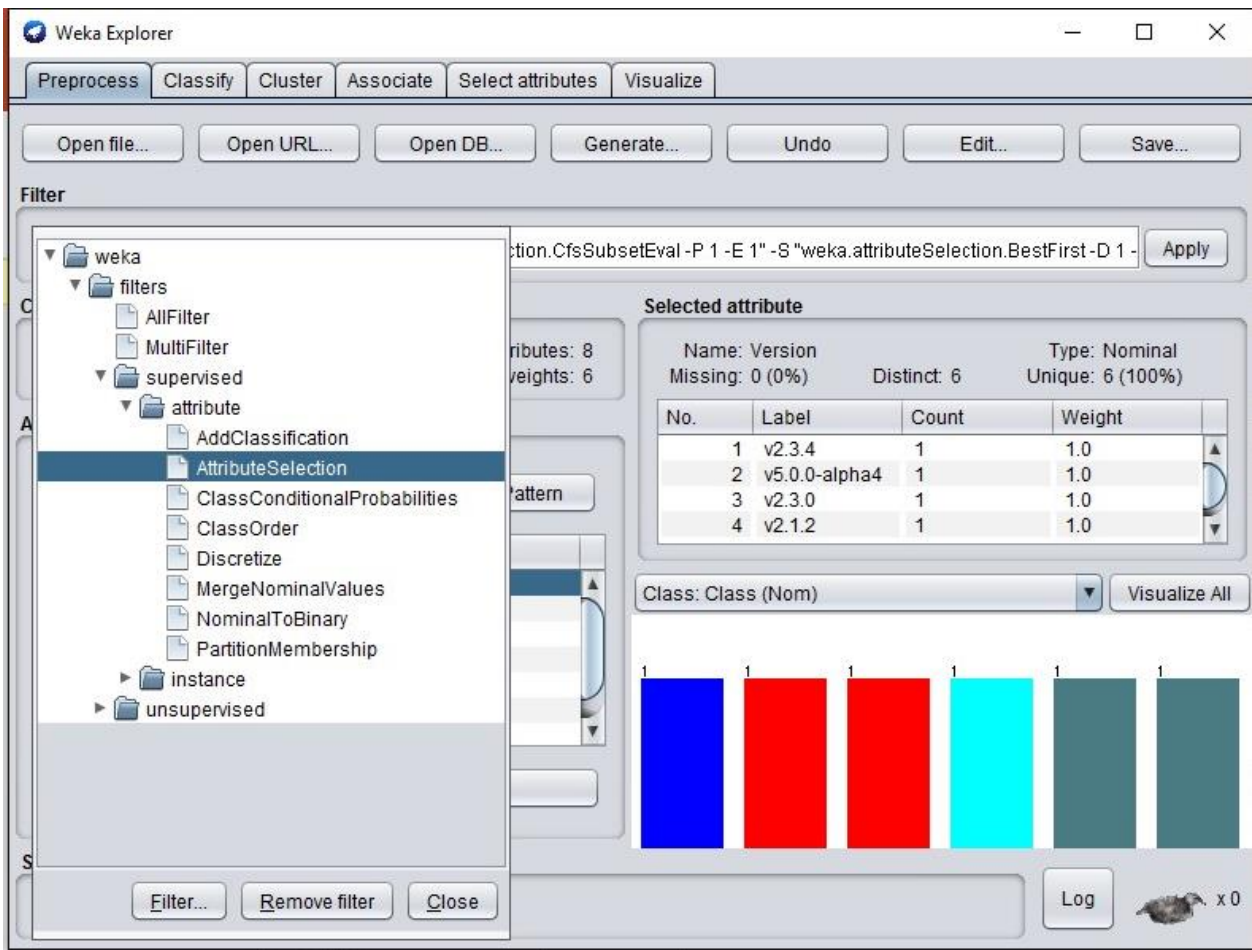 Weka Explorer
Preprocess Classify Cluster Associate Select attributes Visualize
Open file... Open URL... Open DB... Generate... Undo Edit... Save...
Filter
ction.CfsSubsetEval -P 1 -E 1" -S "weka.attributeSelection.BestFirst -D 1 - Apply
weka
filters
AllFilter
MultiFilter
supervised
attribute
AddClassification
AttributeSelection
ClassConditionalProbabilities
ClassOrder
Discretize
MergeNominalValues
NominalToBinary
PartitionMembership
instance
unsupervised
Filter... Remove filter Close
C
ributes: 8
veights: 6
A
Pattern
S
Selected attribute
Name: Version Type: Nominal
Missing: 0 (0%) Distinct: 6 Unique: 6 (100%)
No. Label Count Weight
1 v2.3.4 1 1.0
2 v5.0.0-alpha4 1 1.0
3 v2.3.0 1 1.0
4 v2.1.2 1 1.0
Class: Class (Nom) Visualize All
1 1 1 1 1 1
Log x 0